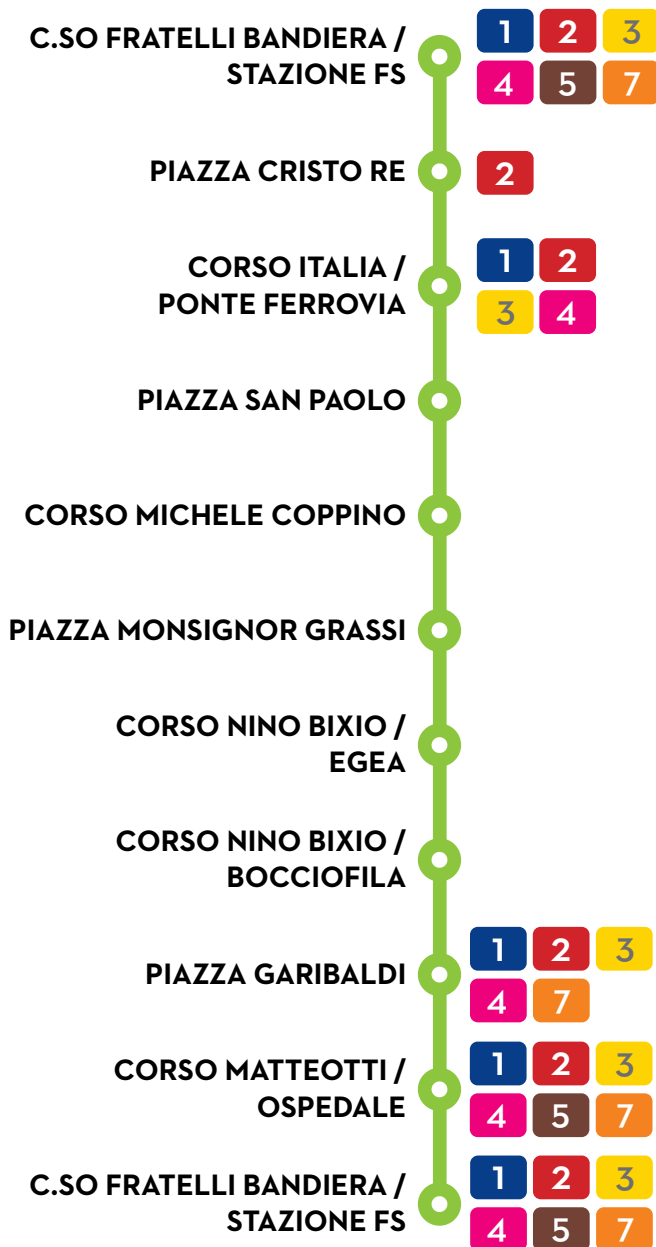 C.SO FRATELLI BANDIERA /
STAZIONE FS
1 2 3
4 5 7
PIAZZA CRISTO RE
2
CORSO ITALIA /
PONTE FERROVIA
1 2
3 4
PIAZZA SAN PAOLO
CORSO MICHELE COPPINO
PIAZZA MONSIGNOR GRASSI
CORSO NINO BIXIO /
EGEA
CORSO NINO BIXIO /
BOCCIOFILA
PIAZZA GARIBALDI
1 2 3
4 7
CORSO MATTEOTTI /
OSPEDALE
1 2 3
4 5 7
C.SO FRATELLI BANDIERA /
STAZIONE FS
1 2 3
4 5 7